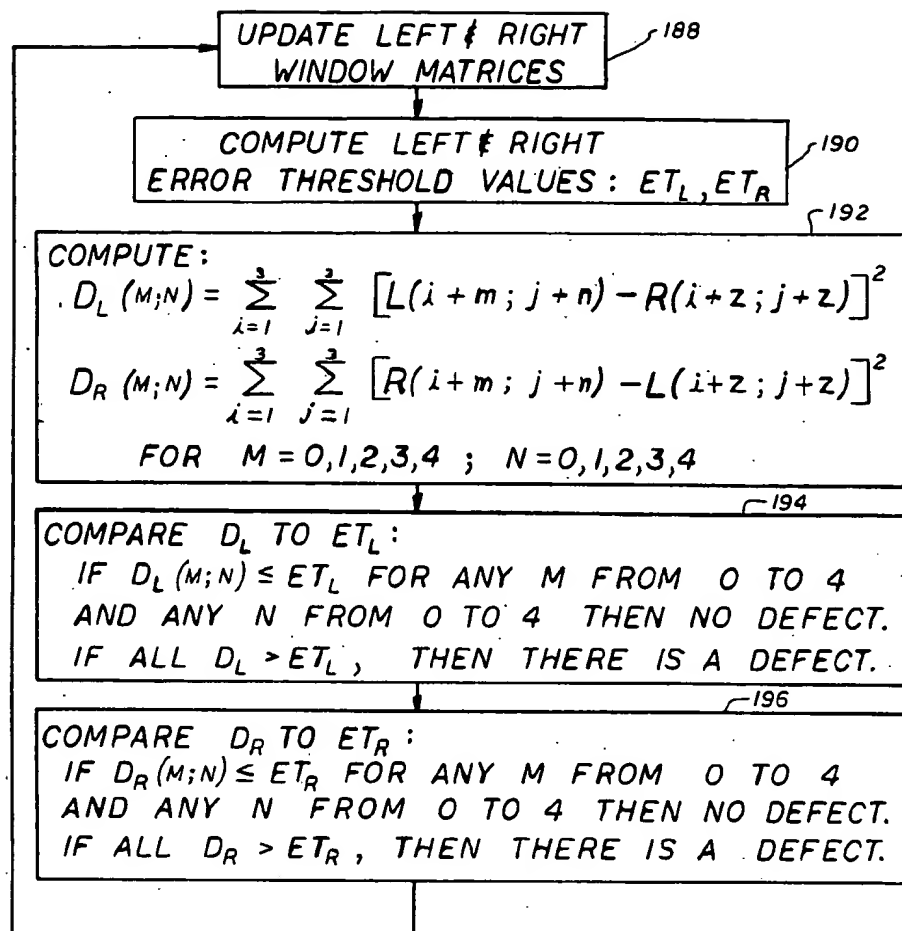 UPDATE LEFT & RIGHT
WINDOW MATRICES
188
COMPUTE LEFT & RIGHT
ERROR THRESHOLD VALUES: ET_L, ET_R
190
192
COMPUTE:
D_L (M;N) = 3∑i=1 3∑j=1 [L(i+m; j+n) - R(i+z; j+z)]²
D_R (M;N) = 3∑i=1 3∑j=1 [R(i+m; j+n) - L(i+z; j+z)]²
FOR M = 0,1,2,3,4 ; N=0,1,2,3,4
194
COMPARE D_L TO ET_L:
IF D_L (M;N) ≤ ET_L FOR ANY M FROM 0 TO 4
AND ANY N FROM 0 TO 4 THEN NO DEFECT.
IF ALL D_L > ET_L, THEN THERE IS A DEFECT.
196
COMPARE D_R TO ET_R:
IF D_R (M;N) ≤ ET_R FOR ANY M FROM 0 TO 4
AND ANY N FROM 0 TO 4 THEN NO DEFECT.
IF ALL D_R > ET_R, THEN THERE IS A DEFECT.